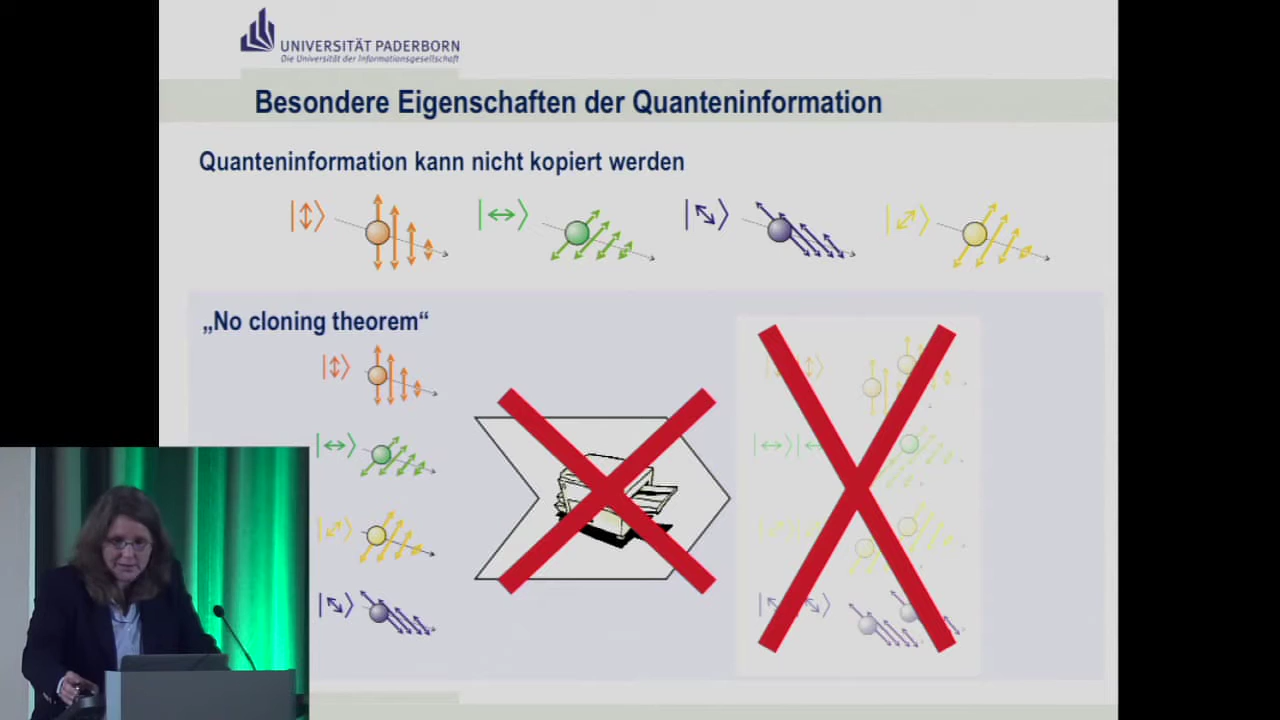 UNIVERSITÄT PADERBORN
Die Universität der Informationsgesellschaft
Besondere Eigenschaften der Quanteninformation
Quanteninformation kann nicht kopiert werden
|↕⟩ |↔⟩ |⤡⟩ |⤢⟩
„No cloning theorem“
|↕⟩
|↔⟩
|⤢⟩
|⤡⟩